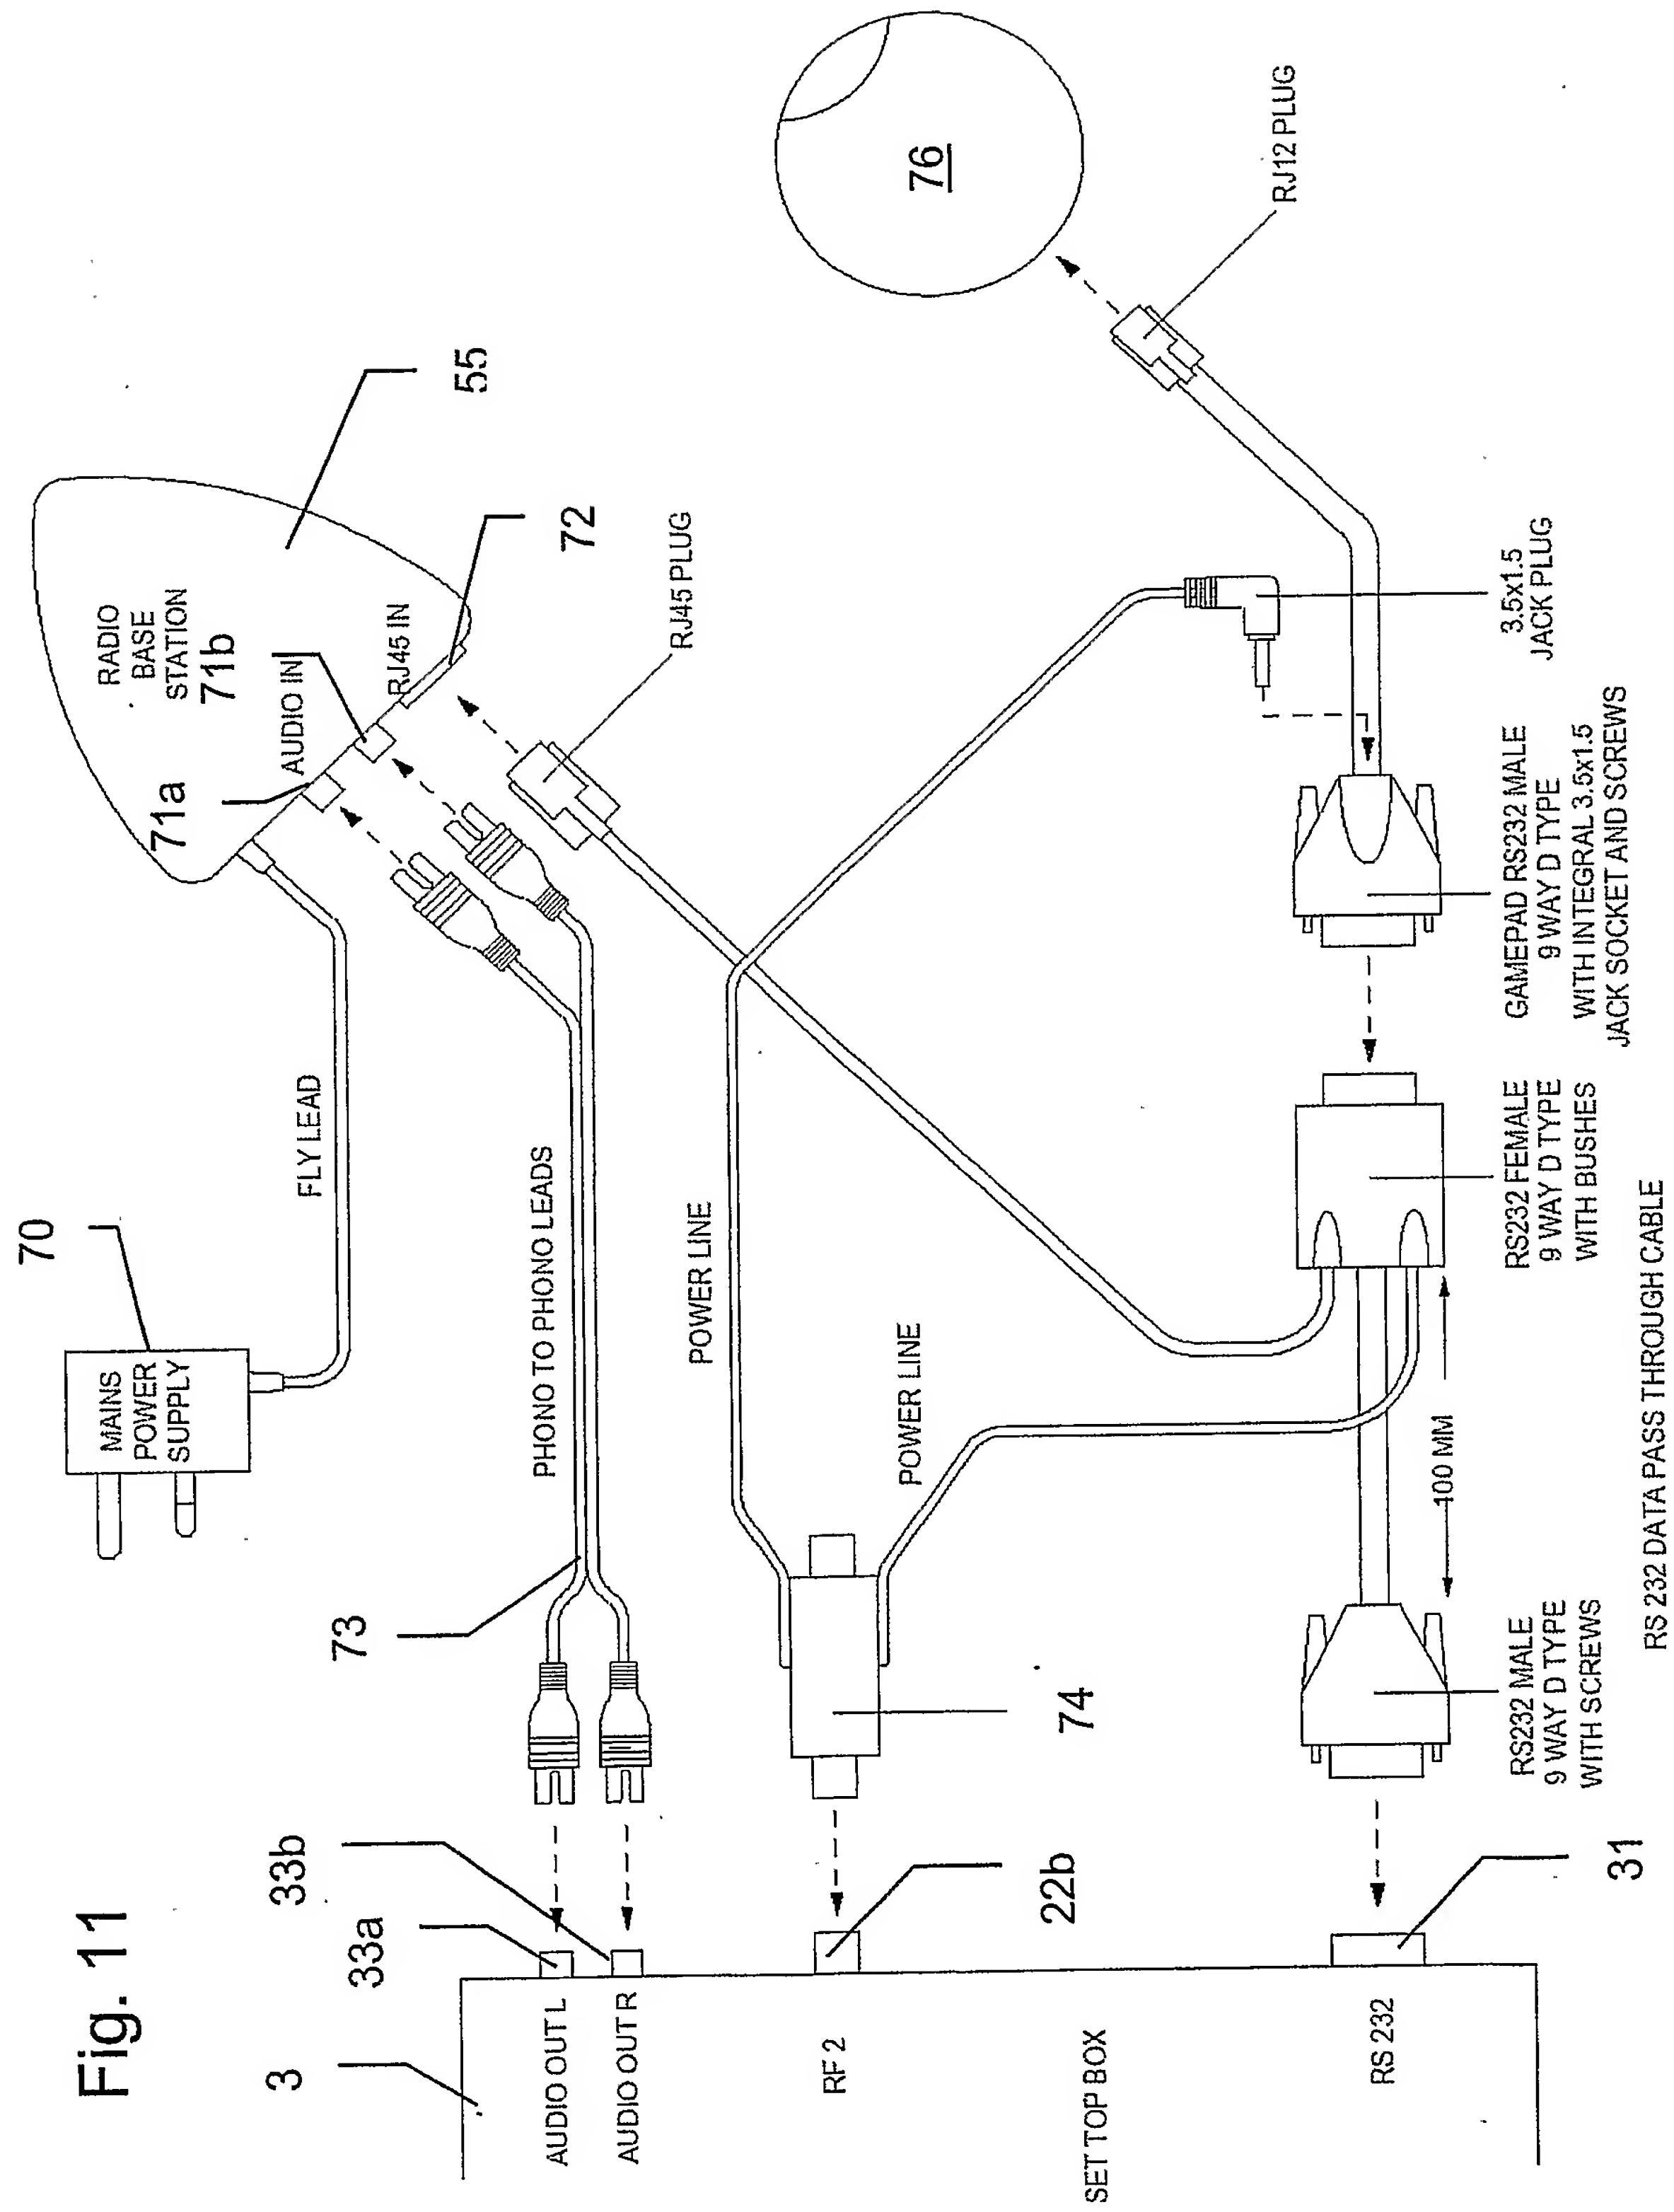 Fig. 11
3
33a
33b
73
70
MAINS
POWER
SUPPLY
FLY LEAD
71a
RADIO
BASE
STATION
71b
AUDIO IN
RJ45 IN
55
72
RJ45 PLUG
PHONO TO PHONO LEADS
POWER LINE
POWER LINE
74
22b
31
AUDIO OUT L
AUDIO OUT R
RF 2
SET TOP BOX
RS 232
76
RJ12 PLUG
3.5x1.5
JACK PLUG
GAMEPAD RS232 MALE
9 WAY D TYPE
WITH INTEGRAL 3.5x1.5
JACK SOCKET AND SCREWS
RS232 FEMALE
9 WAY D TYPE
WITH BUSHES
100 MM
RS232 MALE
9 WAY D TYPE
WITH SCREWS
RS 232 DATA PASS THROUGH CABLE